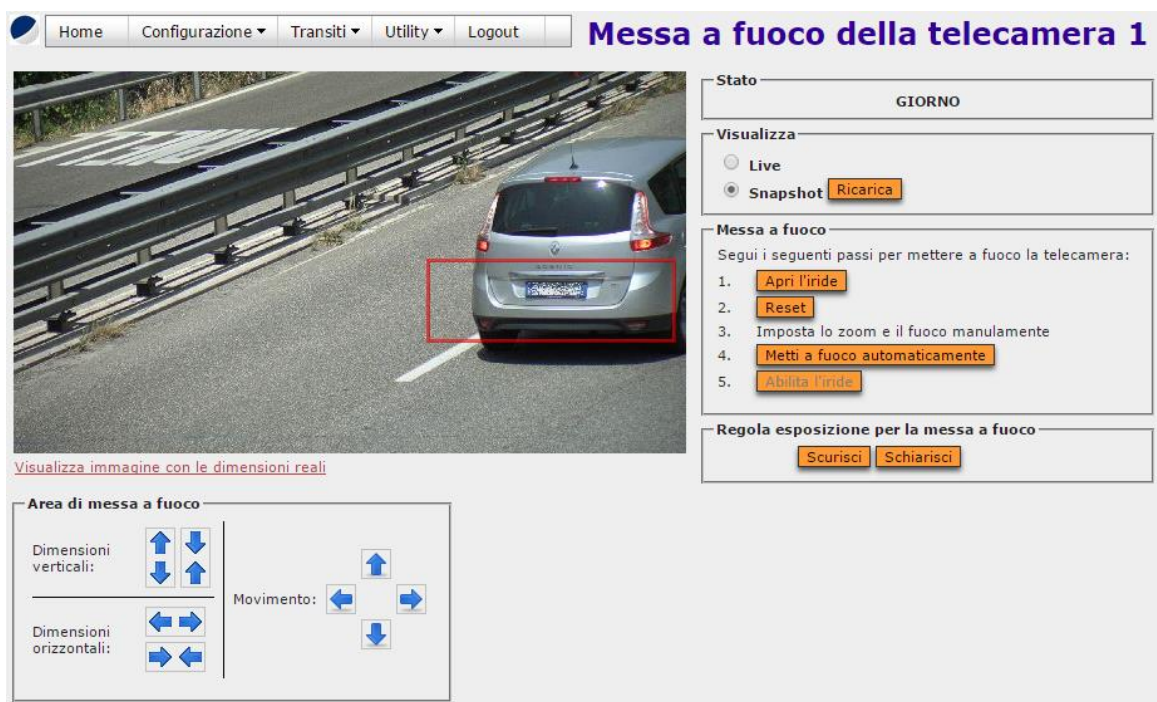 Home Configurazione Transiti Utility Logout
Messa a fuoco della telecamera 1
Stato
GIORNO
Visualizza
Live
Snapshot Ricarica
Messa a fuoco
Segui i seguenti passi per mettere a fuoco la telecamera:
1. Apri l'iride
2. Reset
3. Imposta lo zoom e il fuoco manulamente
4. Metti a fuoco automaticamente
5. Abilita l'iride
Regola esposizione per la messa a fuoco
Scurisci Schiarisci
Visualizza immagine con le dimensioni reali
Area di messa a fuoco
Dimensioni
verticali:
Movimento:
Dimensioni
orizzontali: